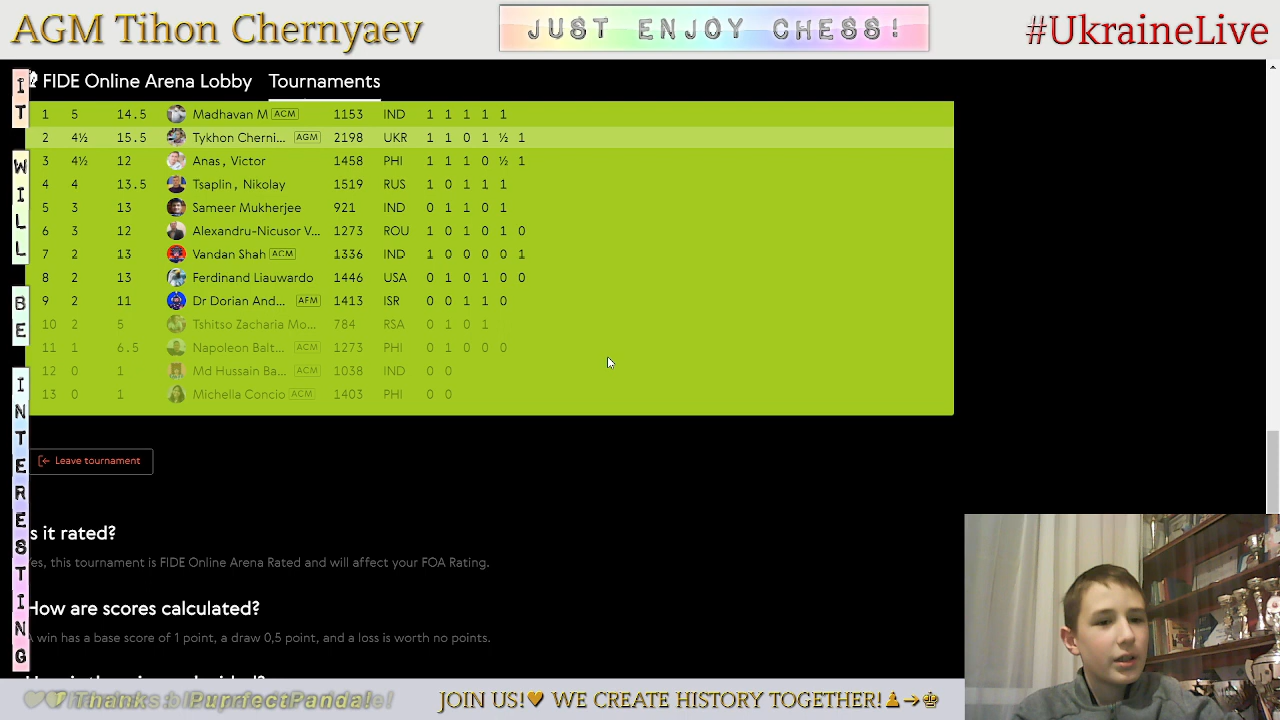 AGM Tihon Chernyaev
JUST ENJOY CHESS!
#UkraineLive
IT WILL BE INTERESTING
FIDE Online Arena Lobby Tournaments
1 5 14.5 Madhavan M ACM 1153 IND 1 1 1 1 1
2 4½ 15.5 Tykhon Cherni... AGM 2198 UKR 1 1 0 1 ½ 1
3 4½ 12 Anas, Victor 1458 PHI 1 1 1 0 ½ 1
4 4 13.5 Tsaplin, Nikolay 1519 RUS 1 0 1 1 1
5 3 13 Sameer Mukherjee 921 IND 0 1 1 0 1
6 3 12 Alexandru-Nicusor V... 1273 ROU 1 0 1 0 1 0
7 2 13 Vandan Shah ACM 1336 IND 1 0 0 0 0 1
8 2 13 Ferdinand Liauwardo 1446 USA 0 1 0 1 0 0
9 2 11 Dr Dorian And... AFM 1413 ISR 0 0 1 1 0
10 2 5 Tshitso Zacharia Mo... 784 RSA 0 1 0 1
11 1 6.5 Napoleon Balt... ACM 1273 PHI 0 1 0 0 0
12 0 1 Md Hussain Ba... ACM 1038 IND 0 0
13 0 1 Michella Concio ACM 1403 PHI 0 0
Leave tournament
s it rated?
es, this tournament is FIDE Online Arena Rated and will affect your FOA Rating.
How are scores calculated?
A win has a base score of 1 point, a draw 0,5 point, and a loss is worth no points.
Thanks PurrfectPanda!
JOIN US!♥ WE CREATE HISTORY TOGETHER!♟→♚